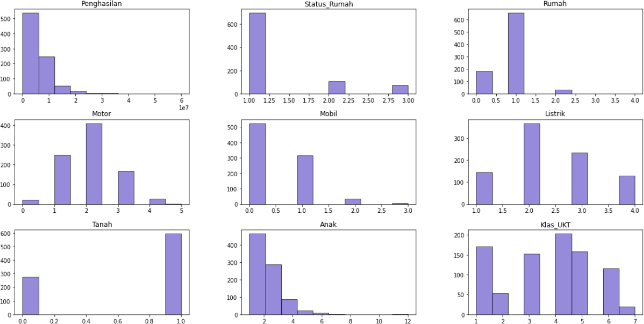 Penghasilan
500
400
300
200
100
0
0 1 2 3 4 5 6
1e7
Status_Rumah
600
400
200
0
1.00 1.25 1.50 1.75 2.00 2.25 2.50 2.75 3.00
Rumah
600
500
400
300
200
100
0
0.0 0.5 1.0 1.5 2.0 2.5 3.0 3.5 4.0
Motor
400
300
200
100
0
0 1 2 3 4 5
Mobil
500
400
300
200
100
0
0.0 0.5 1.0 1.5 2.0 2.5 3.0
Listrik
300
200
100
0
1.0 1.5 2.0 2.5 3.0 3.5 4.0
Tanah
600
500
400
300
200
100
0
0.0 0.2 0.4 0.6 0.8 1.0
Anak
400
300
200
100
0
2 4 6 8 10 12
Klas_UKT
200
150
100
50
0
1 2 3 4 5 6 7